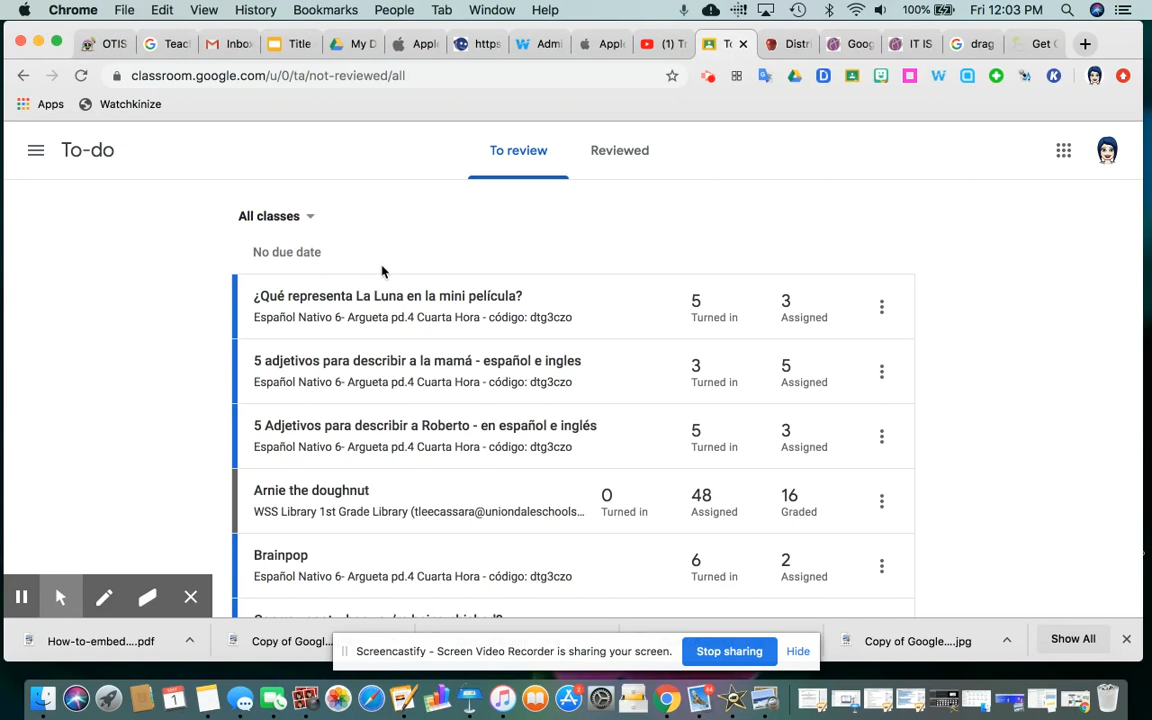 Chrome File Edit View History Bookmarks People Tab Window Help 100% Fri 12:03 PM
OTIS Teac Inbo Title My D Apple https Admi Apple (1) Tr To Distri Goog IT IS drag Get C
classroom.google.com/u/0/ta/not-reviewed/all
Apps Watchkinize
To-do To review Reviewed
All classes
No due date
¿Qué representa La Luna en la mini película? 5 3
Español Nativo 6- Argueta pd.4 Cuarta Hora - código: dtg3czo Turned in Assigned
5 adjetivos para describir a la mamá - español e ingles 3 5
Español Nativo 6- Argueta pd.4 Cuarta Hora - código: dtg3czo Turned in Assigned
5 Adjetivos para describir a Roberto - en español e inglés 5 3
Español Nativo 6- Argueta pd.4 Cuarta Hora - código: dtg3czo Turned in Assigned
Arnie the doughnut 0 48 16
WSS Library 1st Grade Library (tleecassara@uniondaleschools... Turned in Assigned Graded
Brainpop 6 2
Español Nativo 6- Argueta pd.4 Cuarta Hora - código: dtg3czo Turned in Assigned
How-to-embed....pdf Copy of Googl... Copy of Google....jpg Show All
Screencastify - Screen Video Recorder is sharing your screen. Stop sharing Hide